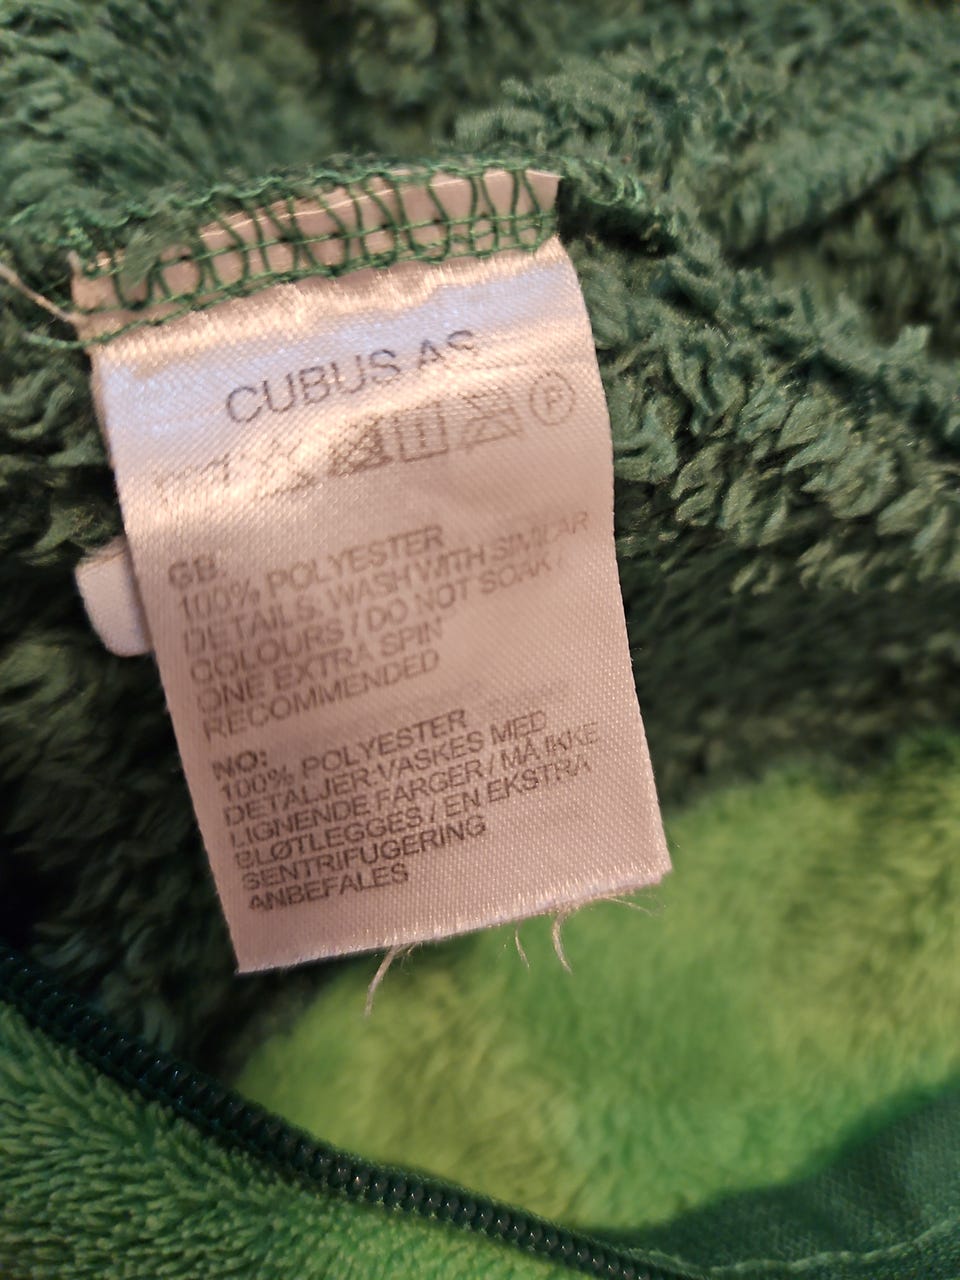 CUBUS AS
P
GB:
100% POLYESTER
DETAILS: WASH WITH SIMILAR
COLOURS / DO NOT SOAK /
ONE EXTRA SPIN
RECOMMENDED
NO:
100% POLYESTER
DETALJER:VASKES MED
LIGNENDE FARGER / MÅ IKKE
BLØTLEGGES / EN EKSTRA
SENTRIFUGERING
ANBEFALES